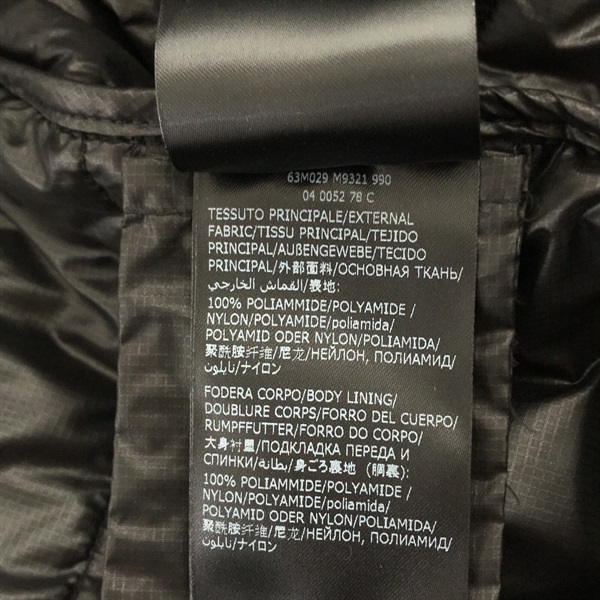 63M029 M9321 990
04 0052 78 C
TESSUTO PRINCIPALE/EXTERNAL
FABRIC/TISSU PRINCIPAL/TEJIDO
PRINCIPAL/AUßENGEWEBE/TECIDO
PRINCIPAL/外部面料/ОСНОВНАЯ ТКАНЬ/
القماش الخارجي/表地:
100% POLIAMMIDE/POLYAMIDE /
NYLON/POLYAMIDE/poliamida/
POLYAMID ODER NYLON/POLIAMIDA/
聚酰胺纤维/尼龙/НЕЙЛОН, ПОЛИАМИД/
نايلون/ナイロン
FODERA CORPO/BODY LINING/
DOUBLURE CORPS/FORRO DEL CUERPO/
RUMPFFUTTER/FORRO DO CORPO/
大身衬里/ПОДКЛАДКА ПЕРЕДА И
СПИНКИ/بطانة/身ごろ裏地 (胴裏):
100% POLIAMMIDE/POLYAMIDE /
NYLON/POLYAMIDE/poliamida/
POLYAMID ODER NYLON/POLIAMIDA/
聚酰胺纤维/尼龙/НЕЙЛОН, ПОЛИАМИД/
نايلون/ナイロン